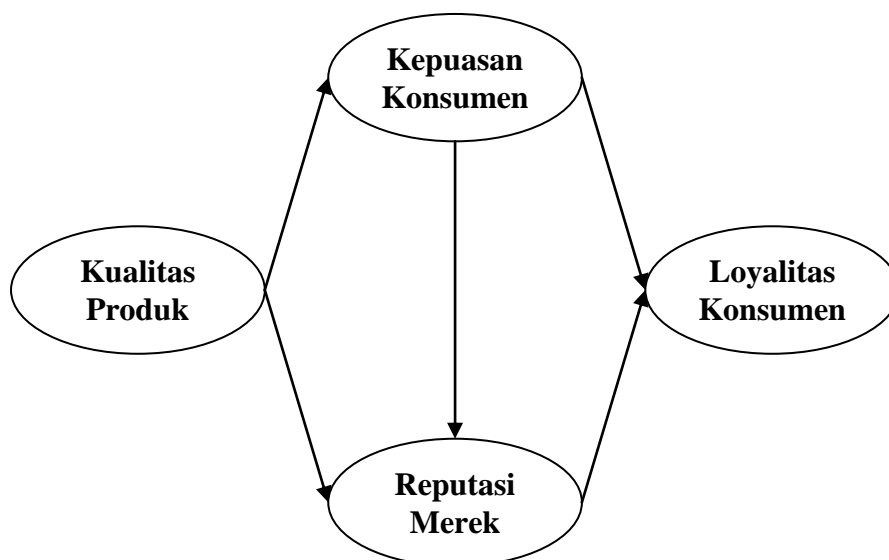 Kepuasan
Konsumen
Kualitas
Produk
Loyalitas
Konsumen
Reputasi
Merek